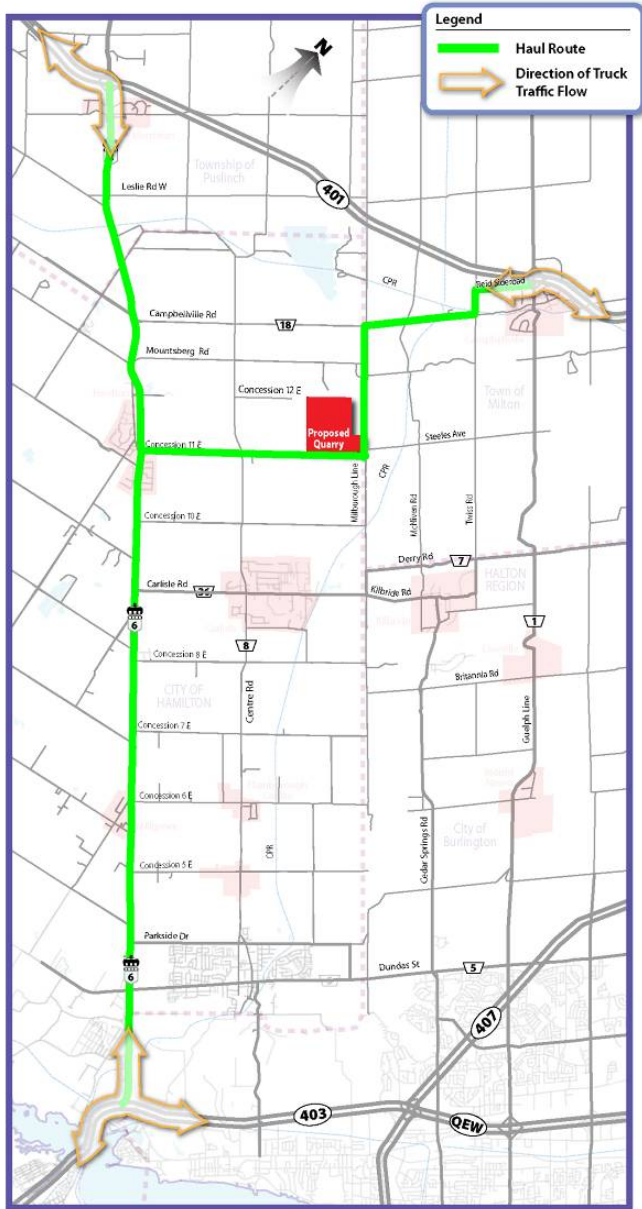 Legend
Haul Route
Direction of Truck
Traffic Flow
N
Township of
Puslinch
Leslie Rd W
401
CPR
Reid Sideroad
Campbellville Rd
18
Mountsberg Rd
Concession 12 E
Town of
Milton
Proposed
Quarry
Concession 11 E
Steeles Ave
CPR
Milborough Line
McNiven Rd
Twiss Rd
Concession 10 E
Derry Rd
7
Carlisle Rd
Kilbride Rd
HALTON
REGION
6
8
1
Concession 8 E
Centre Rd
Britannia Rd
CITY OF
HAMILTON
Guelph Line
Concession 7 E
Concession 6 E
City of
Burlington
Cedar Springs Rd
CPR
Concession 5 E
Parkside Dr
6
Dundas St
5
407
403
QEW